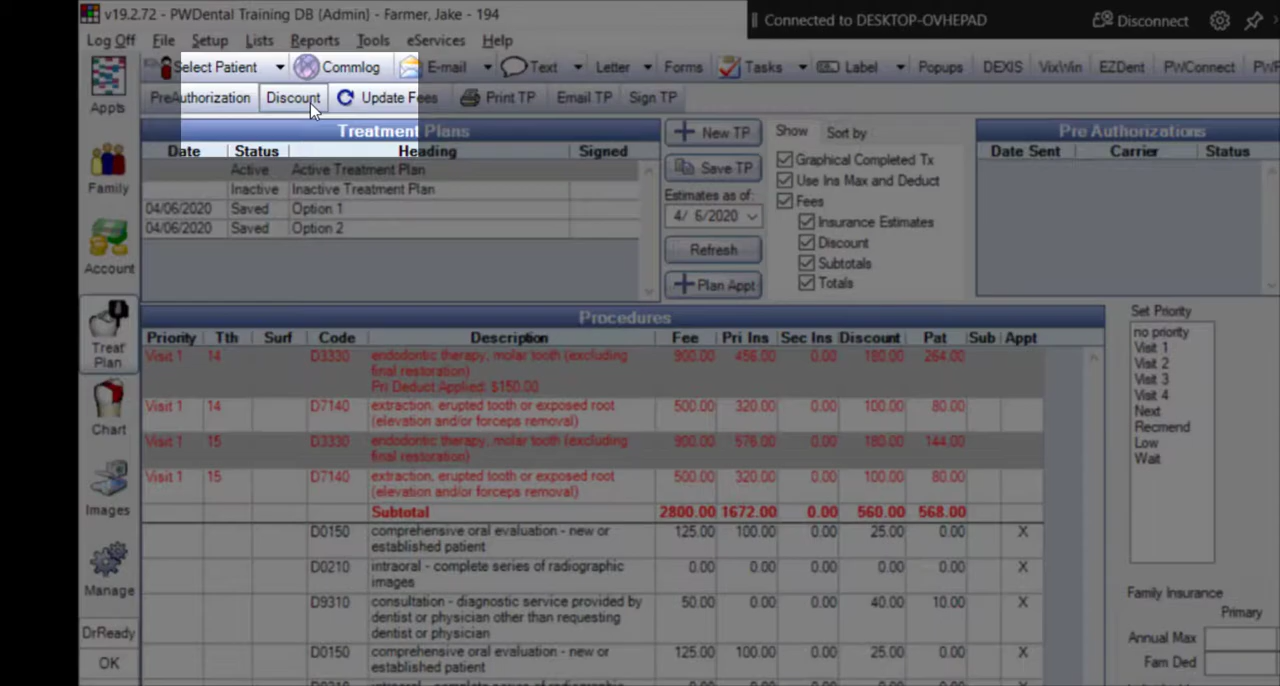 v19.2.72 - PWDental Training DB {Admin} - Farmer, Jake - 194
Connected to DESKTOP-OVHEPAD
Disconnect
Log Off File Setup Lists Reports Tools eServices Help
Select Patient Commlog E-mail Text Letter Forms Tasks Label Popups DEXIS VixWin EZDent PWConnect
PreAuthorization Discount Update Fees Print TP Email TP Sign TP
Appts
Family
Account
Treat
Plan
Chart
Images
Manage
DrReady
OK
Treatment Plans
Date Status Heading Signed
Active Active Treatment Plan
Inactive Inactive Treatment Plan
04/06/2020 Saved Option 1
04/06/2020 Saved Option 2
New TP
Save TP
Estimates as of:
4/ 6/2020
Refresh
Plan Appt
Show Sort by
Graphical Completed Tx
Use Ins Max and Deduct
Fees
Insurance Estimates
Discount
Subtotals
Totals
Pre Authorizations
Date Sent Carrier Status
Procedures
Priority Tth Surf Code Description Fee Pri Ins Sec Ins Discount Pat Sub Appt
Visit 1 14 D3330 endodontic therapy, molar tooth (excluding 900.00 456.00 0.00 180.00 264.00
final restoration)
Pri Deduct Applied: $150.00
Visit 1 14 D7140 extraction, erupted tooth or exposed root 500.00 320.00 0.00 100.00 80.00
(elevation and/or forceps removal)
Visit 1 15 D3330 endodontic therapy, molar tooth (excluding 900.00 576.00 0.00 180.00 144.00
final restoration)
Visit 1 15 D7140 extraction, erupted tooth or exposed root 500.00 320.00 0.00 100.00 80.00
(elevation and/or forceps removal)
Subtotal 2800.00 1672.00 0.00 560.00 568.00
D0150 comprehensive oral evaluation - new or 125.00 100.00 0.00 25.00 0.00 X
established patient
D0210 intraoral - complete series of radiographic 0.00 0.00 0.00 0.00 0.00 X
images
D9310 consultation - diagnostic service provided by 50.00 0.00 0.00 40.00 10.00 X
dentist or physician other than requesting
dentist or physician
D0150 comprehensive oral evaluation - new or 125.00 100.00 0.00 25.00 0.00 X
established patient
Set Priority
no priority
Visit 1
Visit 2
Visit 3
Visit 4
Next
Recmend
Low
Wait
Family Insurance
Primary
Annual Max
Fam Ded